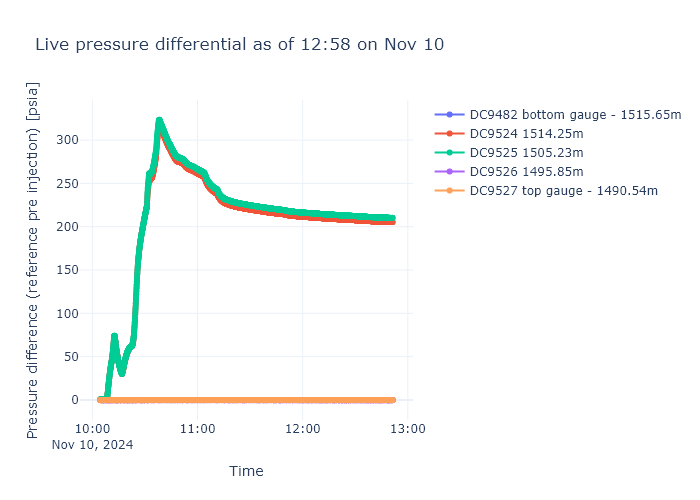 Live pressure differential as of 12:58 on Nov 10
Pressure difference (reference pre injection) [psia]
300
250
200
150
100
50
0
10:00
Nov 10, 2024
11:00
12:00
13:00
Time
DC9482 bottom gauge - 1515.65m
DC9524 1514.25m
DC9525 1505.23m
DC9526 1495.85m
DC9527 top gauge - 1490.54m